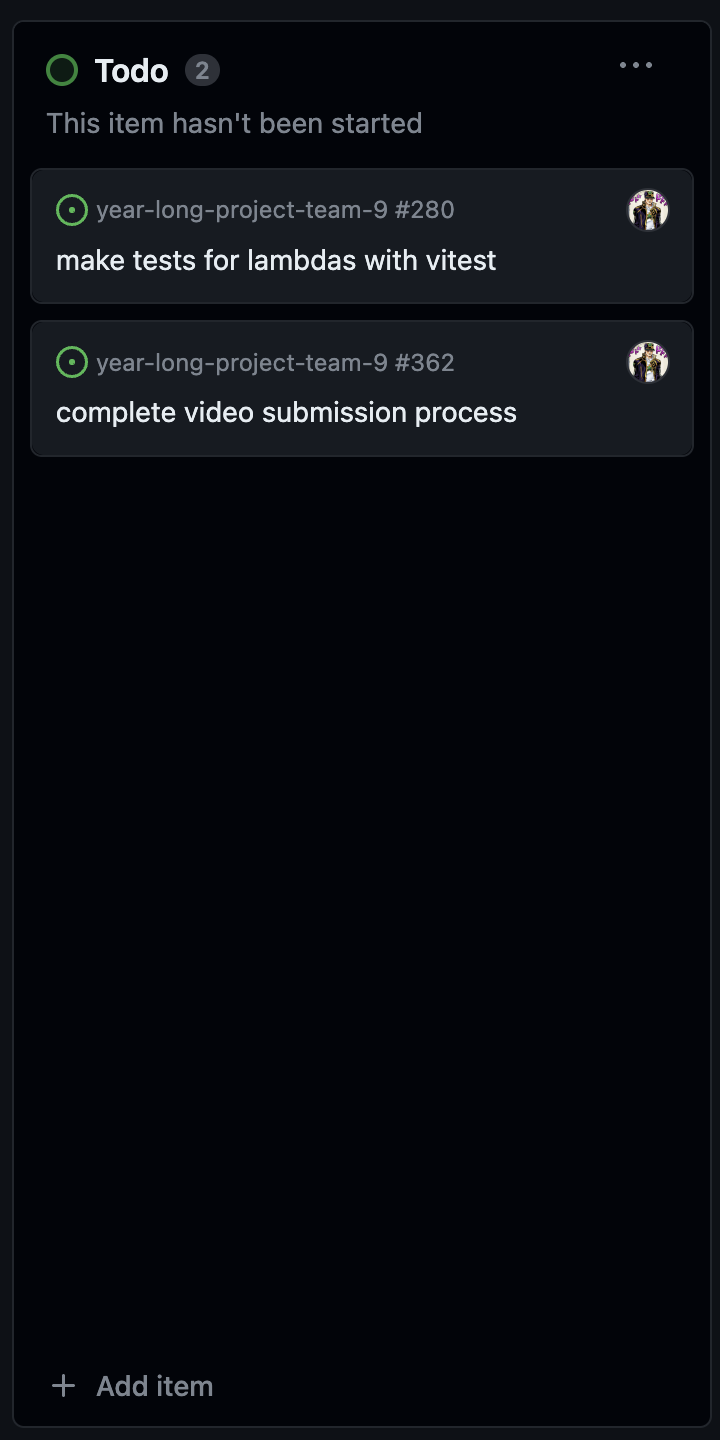 Todo 2
This item hasn't been started
year-long-project-team-9 #280
make tests for lambdas with vitest
year-long-project-team-9 #362
complete video submission process
Add item